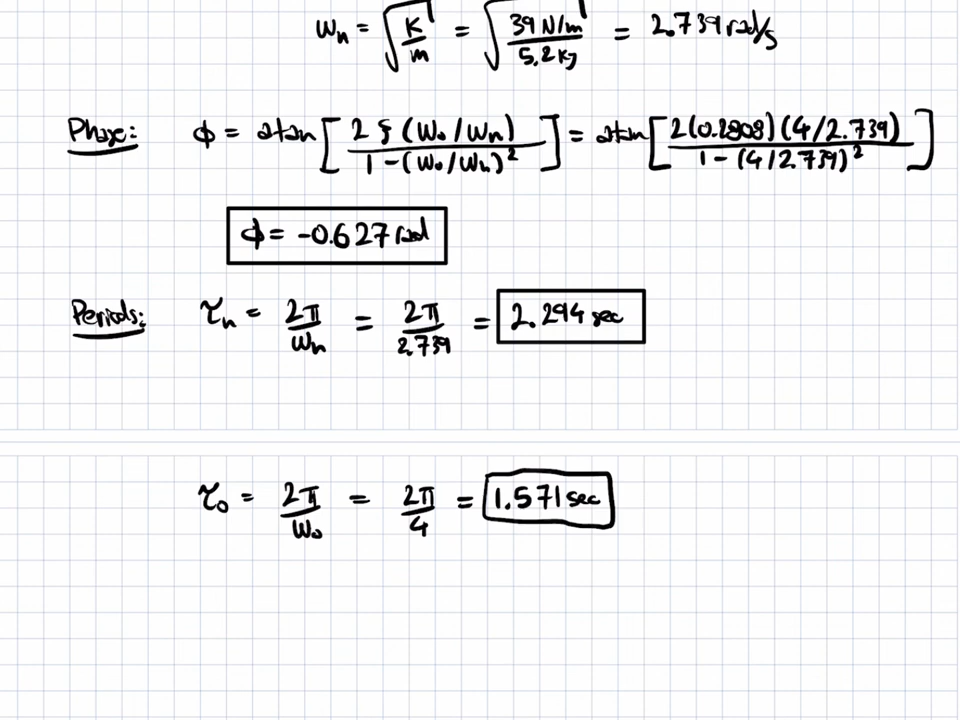 ωn = √(K/m) = √(39 N/m / 5.2 kg) = 2.739 rad/s
Phase: ϕ = atan [ 2 ξ (ω₀/ωn) / 1 - (ω₀/ωn)² ] = atan [ 2(0.2808)(4/2.739) / 1 - (4/2.739)² ]
ϕ = -0.627 rad
Periods: τn = 2π/ωn = 2π/2.739 = 2.294 sec
τ₀ = 2π/ω₀ = 2π/4 = 1.571 sec